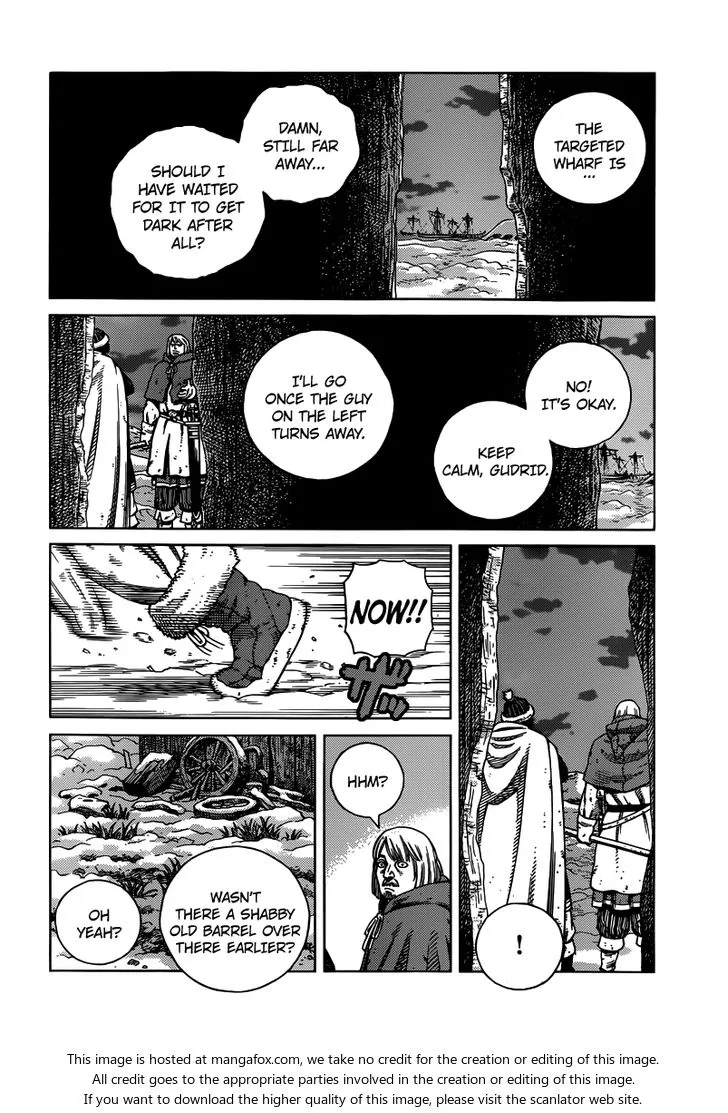 THE
TARGETED
WHARF IS
...
DAMN,
STILL FAR
AWAY...
SHOULD I
HAVE WAITED
FOR IT TO GET
DARK AFTER
ALL?
NO!
IT'S OKAY.
KEEP
CALM, GUDRID.
I'LL GO
ONCE THE GUY
ON THE LEFT
TURNS AWAY.
!
NOW!!
ザッ
HHM?
WASN'T
THERE A SHABBY
OLD BARREL OVER
THERE EARLIER?
OH
YEAH?
This image is hosted at mangafox.com, we take no credit for the creation or editing of this image.
All credit goes to the appropriate parties involved in the creation or editing of this image.
If you want to download the higher quality of this image, please visit the scanlator web site.